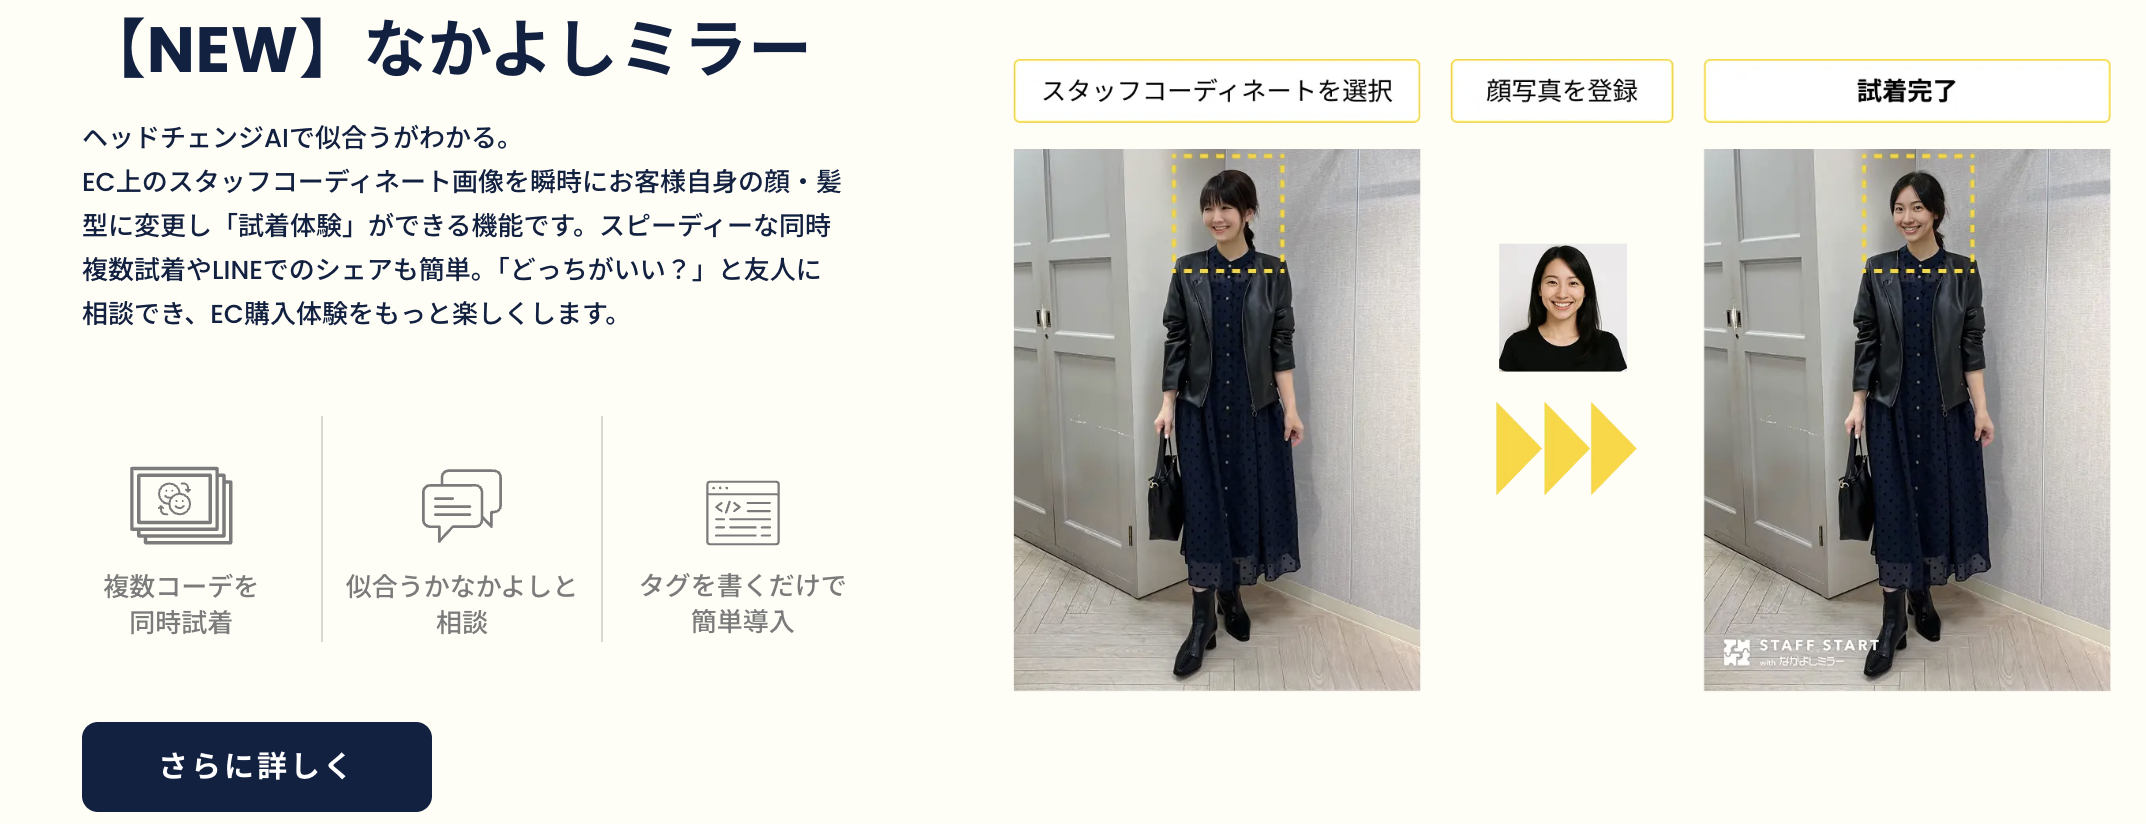 【NEW】なかよしミラー
ヘッドチェンジAIで似合うがわかる。
EC上のスタッフコーディネート画像を瞬時にお客様自身の顔・髪
型に変更し「試着体験」ができる機能です。スピーディーな同時
複数試着やLINEでのシェアも簡単。「どっちがいい？」と友人に
相談でき、EC購入体験をもっと楽しくします。
複数コーデを
同時試着
似合うかなかよしと
相談
</>
タグを書くだけで
簡単導入
さらに詳しく
スタッフコーディネートを選択
顔写真を登録
試着完了
STAFF START
with なかよしミラー